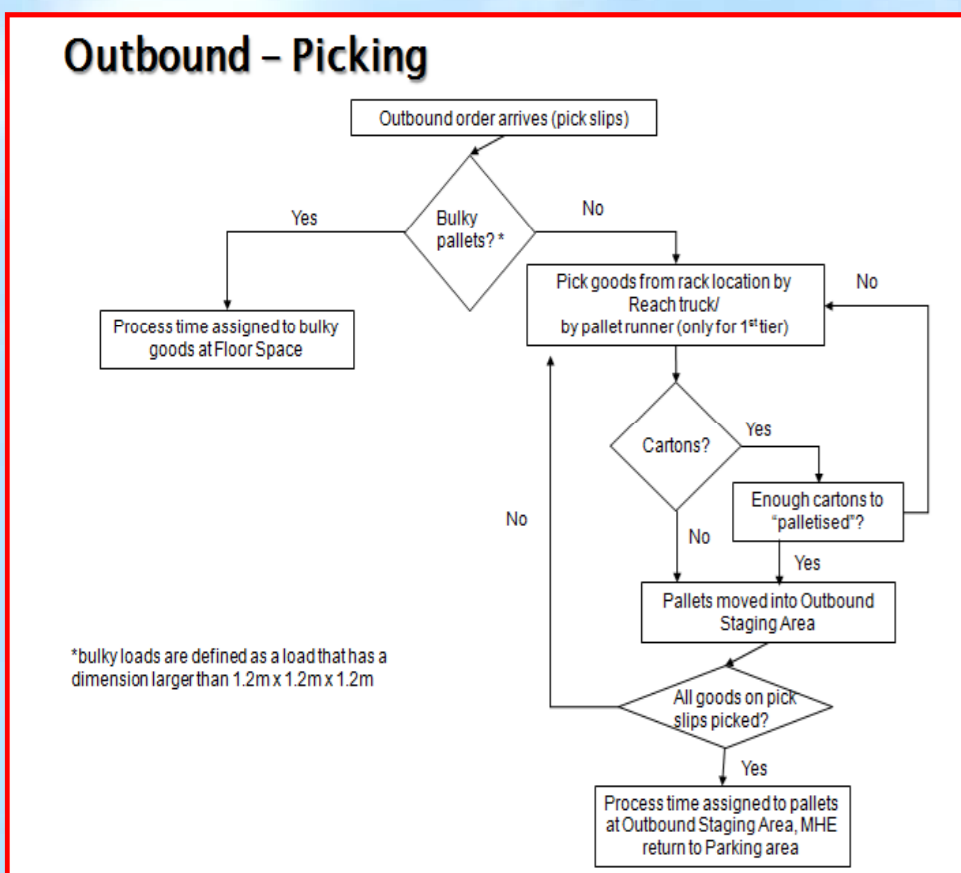 Outbound – Picking
Outbound order arrives (pick slips)
Yes
Bulky
pallets? *
No
Process time assigned to bulky
goods at Floor Space
Pick goods from rack location by
Reach truck/
by pallet runner (only for 1st tier)
No
Cartons?
Yes
Enough cartons to
“palletised”?
No
No
Yes
Pallets moved into Outbound
Staging Area
*bulky loads are defined as a load that has a
dimension larger than 1.2m x 1.2m x 1.2m
All goods on pick
slips picked?
Yes
Process time assigned to pallets
at Outbound Staging Area, MHE
return to Parking area